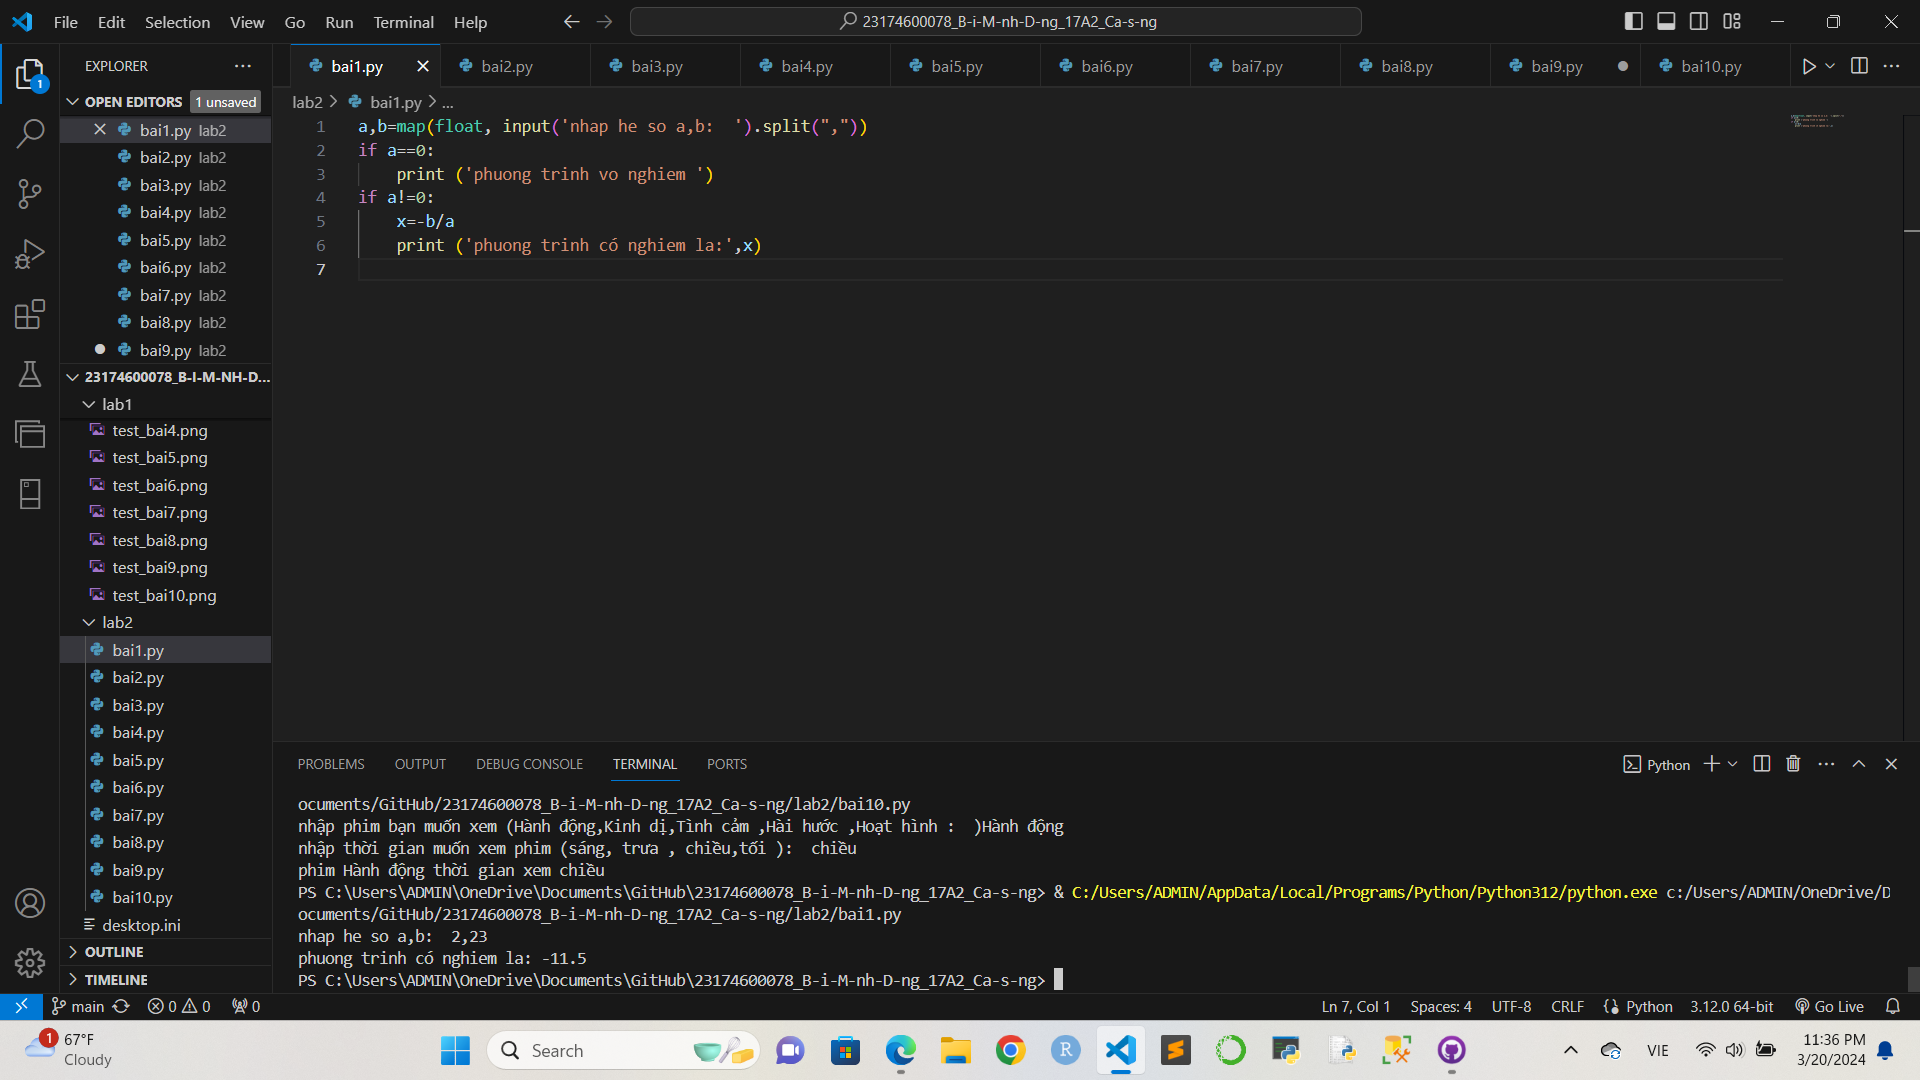 File Edit Selection View Go Run Terminal Help
23174600078_B-i-M-nh-D-ng_17A2_Ca-s-ng
EXPLORER
bai1.py bai2.py bai3.py bai4.py bai5.py bai6.py bai7.py bai8.py bai9.py bai10.py
1
OPEN EDITORS 1 unsaved
bai1.py lab2
bai2.py lab2
bai3.py lab2
bai4.py lab2
bai5.py lab2
bai6.py lab2
bai7.py lab2
bai8.py lab2
bai9.py lab2
23174600078_B-I-M-NH-D...
lab1
test_bai4.png
test_bai5.png
test_bai6.png
test_bai7.png
test_bai8.png
test_bai9.png
test_bai10.png
lab2
bai1.py
bai2.py
bai3.py
bai4.py
bai5.py
bai6.py
bai7.py
bai8.py
bai9.py
bai10.py
desktop.ini
OUTLINE
TIMELINE
lab2 > bai1.py > ...
1 a,b=map(float, input('nhap he so a,b:  ').split(","))
2 if a==0:
3     print ('phuong trinh vo nghiem ')
4 if a!=0:
5     x=-b/a
6     print ('phuong trinh có nghiem la:',x)
7
PROBLEMS OUTPUT DEBUG CONSOLE TERMINAL PORTS
Python
ocuments/GitHub/23174600078_B-i-M-nh-D-ng_17A2_Ca-s-ng/lab2/bai10.py
nhập phim bạn muốn xem (Hành động,Kinh dị,Tình cảm ,Hài hước ,Hoạt hình :  )Hành động
nhập thời gian muốn xem phim (sáng, trưa , chiều,tối ):  chiều
phim Hành động thời gian xem chiều
PS C:\Users\ADMIN\OneDrive\Documents\GitHub\23174600078_B-i-M-nh-D-ng_17A2_Ca-s-ng> & C:/Users/ADMIN/AppData/Local/Programs/Python/Python312/python.exe c:/Users/ADMIN/OneDrive/D
ocuments/GitHub/23174600078_B-i-M-nh-D-ng_17A2_Ca-s-ng/lab2/bai1.py
nhap he so a,b:  2,23
phuong trinh có nghiem la: -11.5
PS C:\Users\ADMIN\OneDrive\Documents\GitHub\23174600078_B-i-M-nh-D-ng_17A2_Ca-s-ng>
main 0 0 0
Ln 7, Col 1 Spaces: 4 UTF-8 CRLF Python 3.12.0 64-bit Go Live
1
67°F
Cloudy
Search
R
S
VIE
11:36 PM
3/20/2024